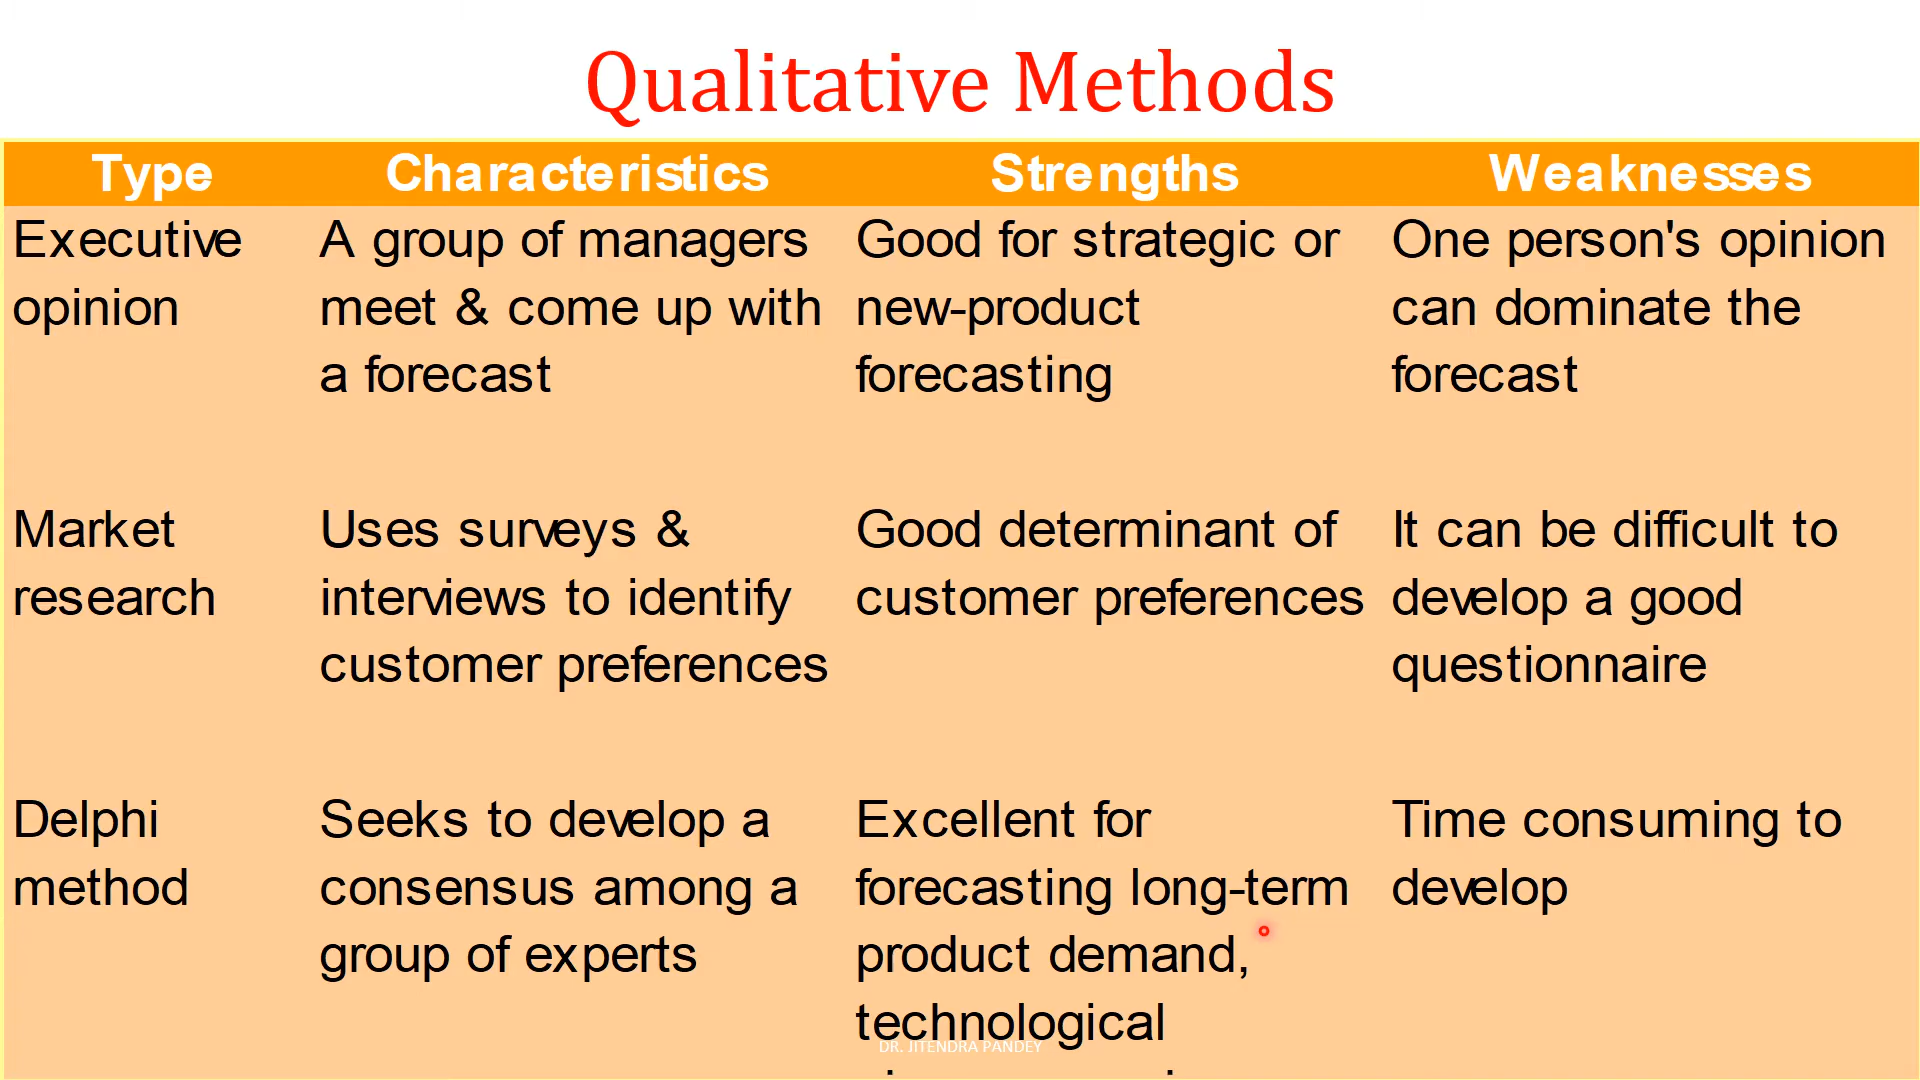 Qualitative Methods
Type Characteristics Strengths Weaknesses
Executive opinion
A group of managers
meet & come up with
a forecast
Good for strategic or
new-product
forecasting
One person's opinion
can dominate the
forecast
Market
research
Uses surveys &
interviews to identify
customer preferences
Good determinant of
customer preferences
It can be difficult to
develop a good
questionnaire
Delphi
method
Seeks to develop a
consensus among a
group of experts
Excellent for
forecasting long-term
product demand,
technological
Time consuming to
develop
DR. JITENDRA PANDEY